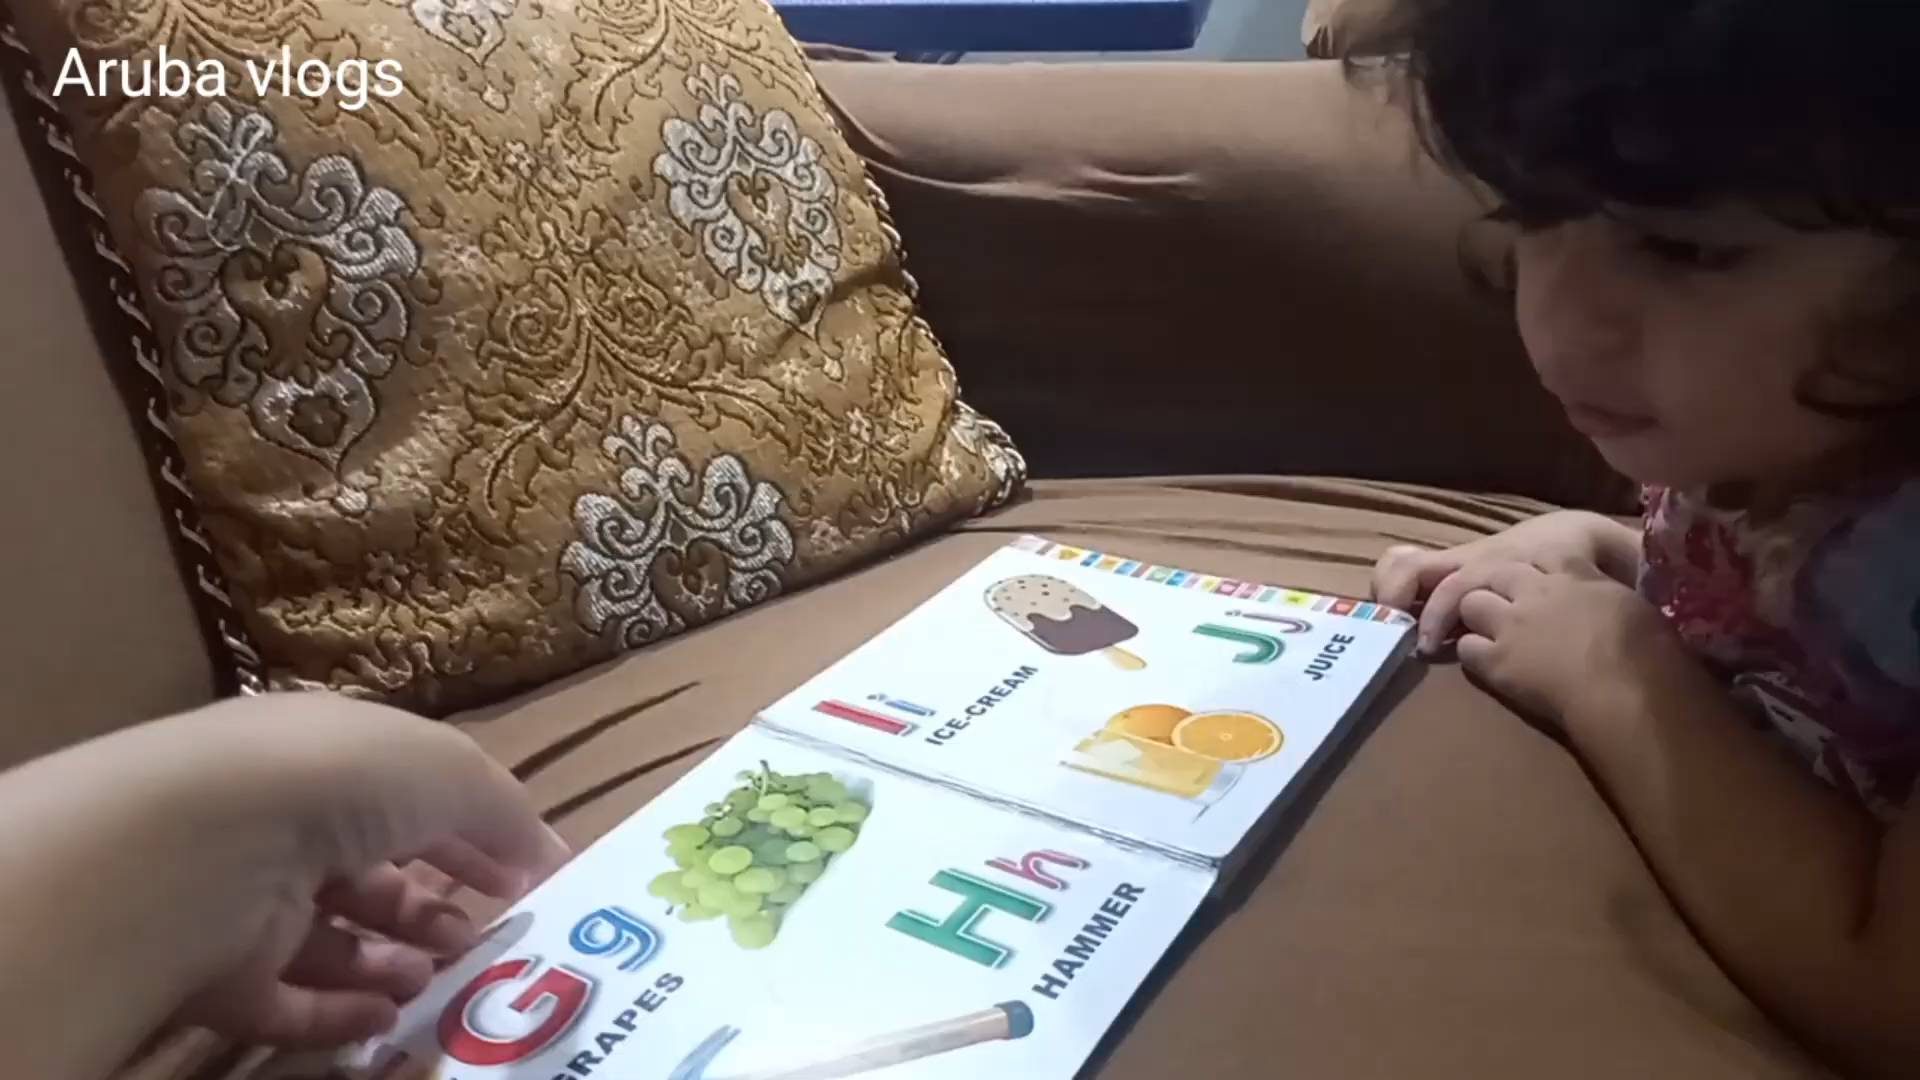 Aruba vlogs
Gg
GRAPES
Hh
HAMMER
Ii
ICE-CREAM
Jj
JUICE